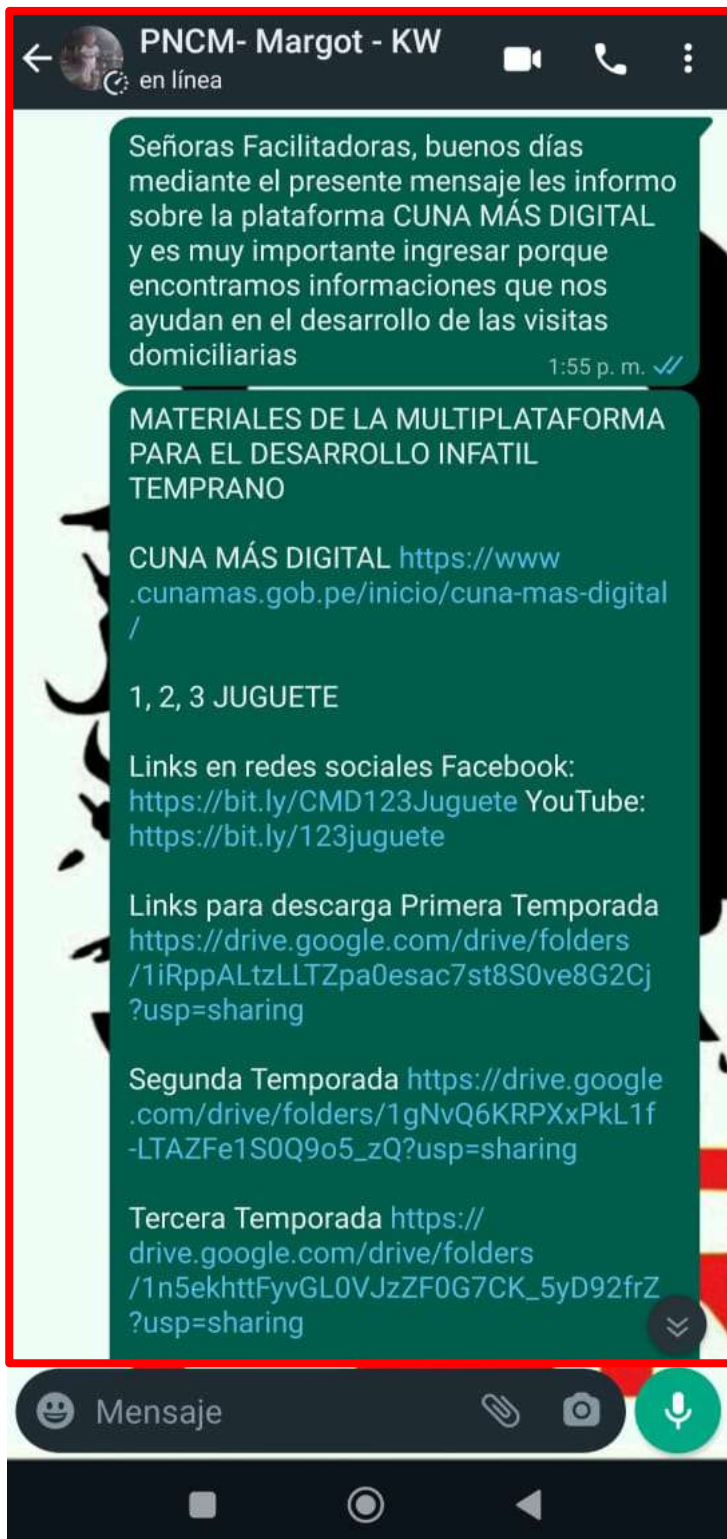 PNCM- Margot - KW
en línea
Señoras Facilitadoras, buenos días
mediante el presente mensaje les informo
sobre la plataforma CUNA MÁS DIGITAL
y es muy importante ingresar porque
encontramos informaciones que nos
ayudan en el desarrollo de las visitas
domiciliarias
1:55 p. m.
MATERIALES DE LA MULTIPLATAFORMA
PARA EL DESARROLLO INFATIL
TEMPRANO
CUNA MÁS DIGITAL https://www
.cunamas.gob.pe/inicio/cuna-mas-digital
/
1, 2, 3 JUGUETE
Links en redes sociales Facebook:
https://bit.ly/CMD123Juguete YouTube:
https://bit.ly/123juguete
Links para descarga Primera Temporada
https://drive.google.com/drive/folders
/1iRppALtzLLTZpa0esac7st8S0ve8G2Cj
?usp=sharing
Segunda Temporada https://drive.google
.com/drive/folders/1gNvQ6KRPXxPkL1f
-LTAZFe1S0Q9o5_zQ?usp=sharing
Tercera Temporada https://
drive.google.com/drive/folders
/1n5ekhttFyvGL0VJzZF0G7CK_5yD92frZ
?usp=sharing
Mensaje